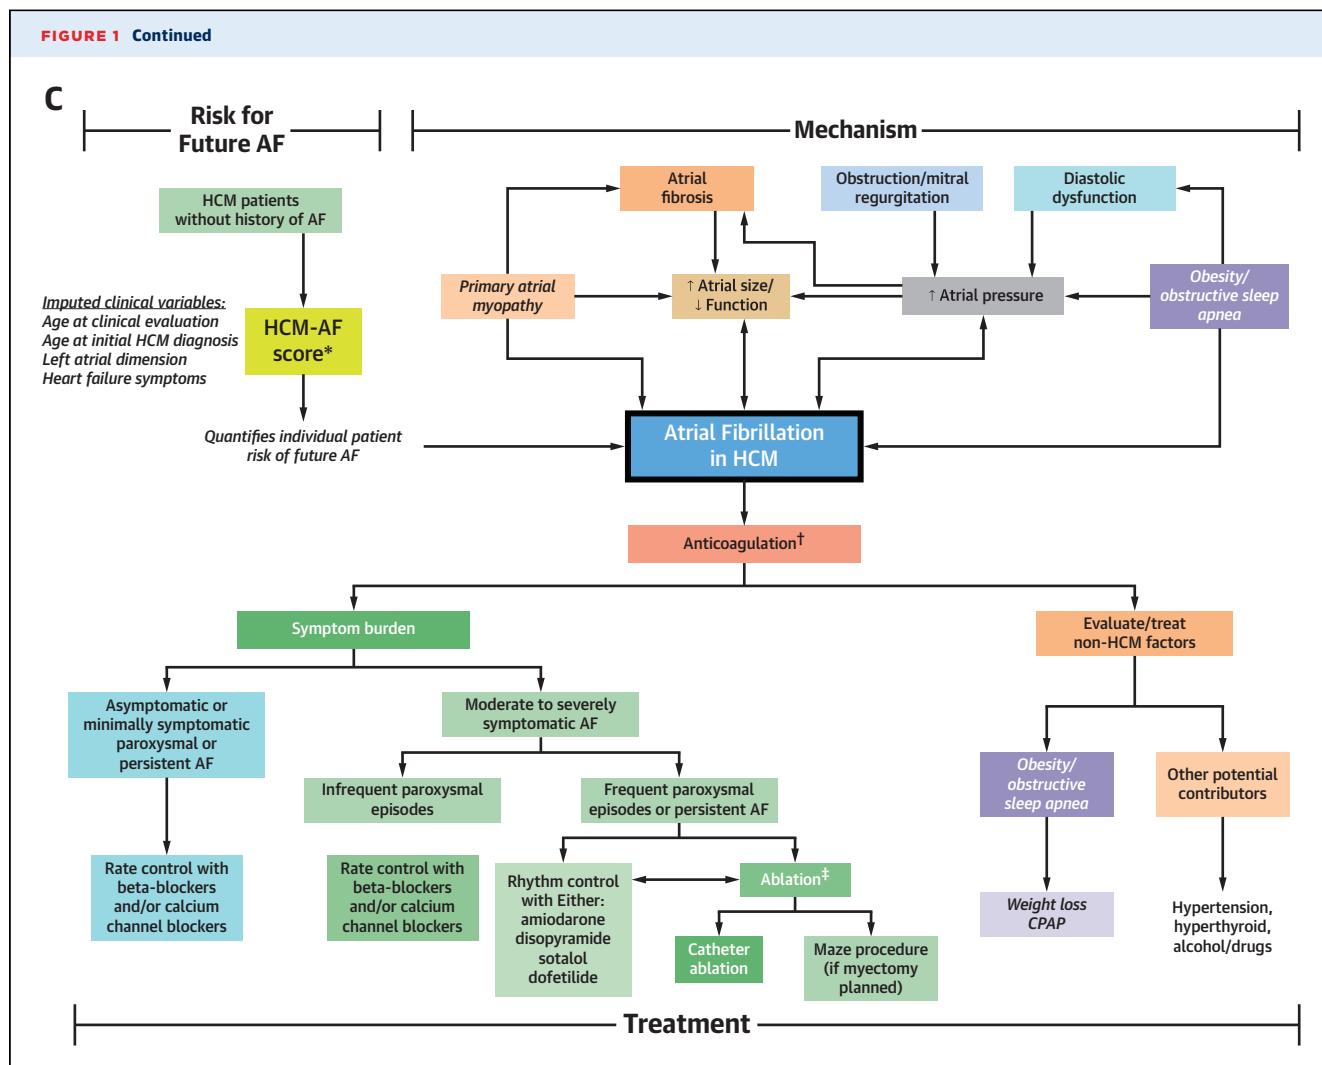 FIGURE 1 Continued
C
Risk for
Future AF
HCM patients
without history of AF
Imputed clinical variables:
Age at clinical evaluation
Age at initial HCM diagnosis
Left atrial dimension
Heart failure symptoms
HCM-AF
score*
Quantifies individual patient
risk of future AF
Mechanism
Atrial
fibrosis
Obstruction/mitral
regurgitation
Diastolic
dysfunction
Primary atrial
myopathy
↑ Atrial size/
↓ Function
↑ Atrial pressure
Obesity/
obstructive sleep
apnea
Atrial Fibrillation
in HCM
Anticoagulation†
Symptom burden
Evaluate/treat
non-HCM factors
Asymptomatic or
minimally symptomatic
paroxysmal or
persistent AF
Moderate to severely
symptomatic AF
Infrequent paroxysmal
episodes
Frequent paroxysmal
episodes or persistent AF
Obesity/
obstructive
sleep apnea
Other potential
contributors
Rate control with
beta-blockers
and/or calcium
channel blockers
Rate control with
beta-blockers
and/or calcium
channel blockers
Rhythm control
with Either:
amiodarone
disopyramide
sotalol
dofetilide
Ablation‡
Catheter
ablation
Maze procedure
(if myectomy
planned)
Weight loss
CPAP
Hypertension,
hyperthyroid,
alcohol/drugs
Treatment